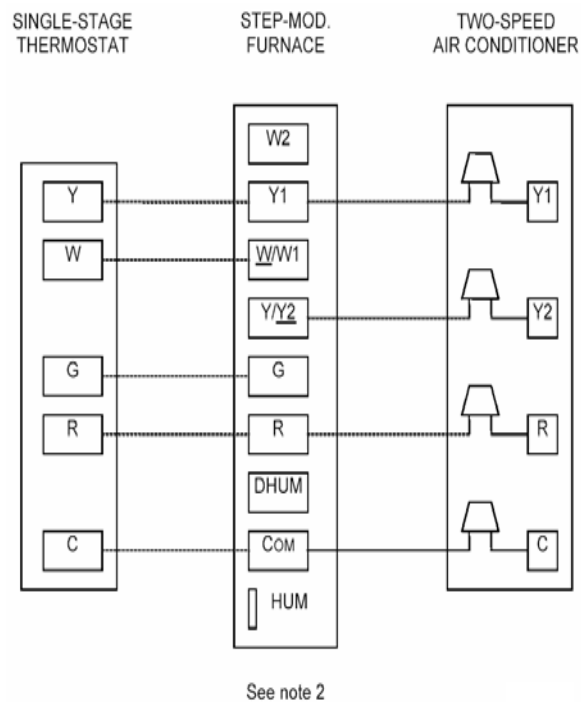 SINGLE-STAGE
THERMOSTAT
STEP-MOD.
FURNACE
TWO-SPEED
AIR CONDITIONER
W2
Y
Y1
Y1
W
W/W1
Y/Y2
Y2
G
G
R
R
R
DHUM
C
COM
C
HUM
See note 2